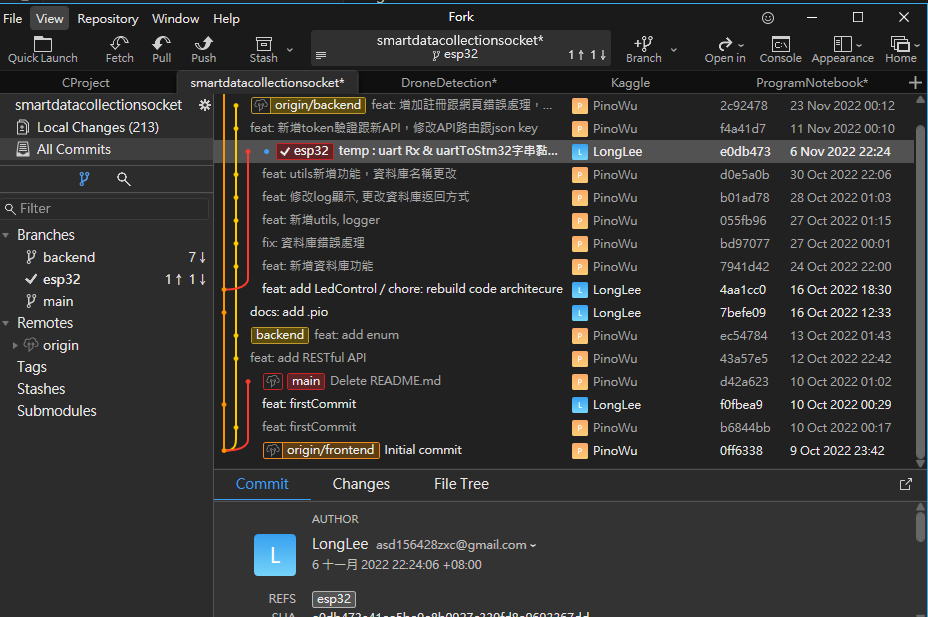 File View Repository Window Help Fork
Quick Launch Fetch Pull Push Stash smartdatacollectionsocket* esp32 1↑ 1↓ Branch Open in Console Appearance Home
CProject smartdatacollectionsocket* DroneDetection* Kaggle ProgramNotebook* +
smartdatacollectionsocket
Local Changes (213)
All Commits
Filter
Branches
backend 7↓
esp32 1↑ 1↓
main
Remotes
origin
Tags
Stashes
Submodules
origin/backend feat: 增加註冊跟網頁錯誤處理，... P PinoWu 2c92478 23 Nov 2022 00:12
feat: 新增token驗證跟新API，修改API路由跟json key P PinoWu f4a41d7 11 Nov 2022 00:10
esp32 temp : uart Rx & uartToStm32字串黏... L LongLee e0db473 6 Nov 2022 22:24
feat: utils新增功能，資料庫名稱更改 P PinoWu d0e5a0b 30 Oct 2022 22:06
feat: 修改log顯示, 更改資料庫返回方式 P PinoWu b01ad78 28 Oct 2022 01:03
feat: 新增utils, logger P PinoWu 055fb96 27 Oct 2022 01:15
fix: 資料庫錯誤處理 P PinoWu bd97077 27 Oct 2022 00:01
feat: 新增資料庫功能 P PinoWu 7941d42 24 Oct 2022 22:00
feat: add LedControl / chore: rebuild code architecure L LongLee 4aa1cc0 16 Oct 2022 18:30
docs: add .pio L LongLee 7befe09 16 Oct 2022 12:33
backend feat: add enum P PinoWu ec54784 13 Oct 2022 01:43
feat: add RESTful API P PinoWu 43a57e5 12 Oct 2022 22:42
main Delete README.md P PinoWu d42a623 10 Oct 2022 01:02
feat: firstCommit L LongLee f0fbea9 10 Oct 2022 00:29
feat: firstCommit P PinoWu b6844bb 10 Oct 2022 00:17
origin/frontend Initial commit P PinoWu 0ff6338 9 Oct 2022 23:42
Commit Changes File Tree
AUTHOR
L LongLee asd156428zxc@gmail.com
6 十一月 2022 22:24:06 +08:00
REFS esp32
SHA